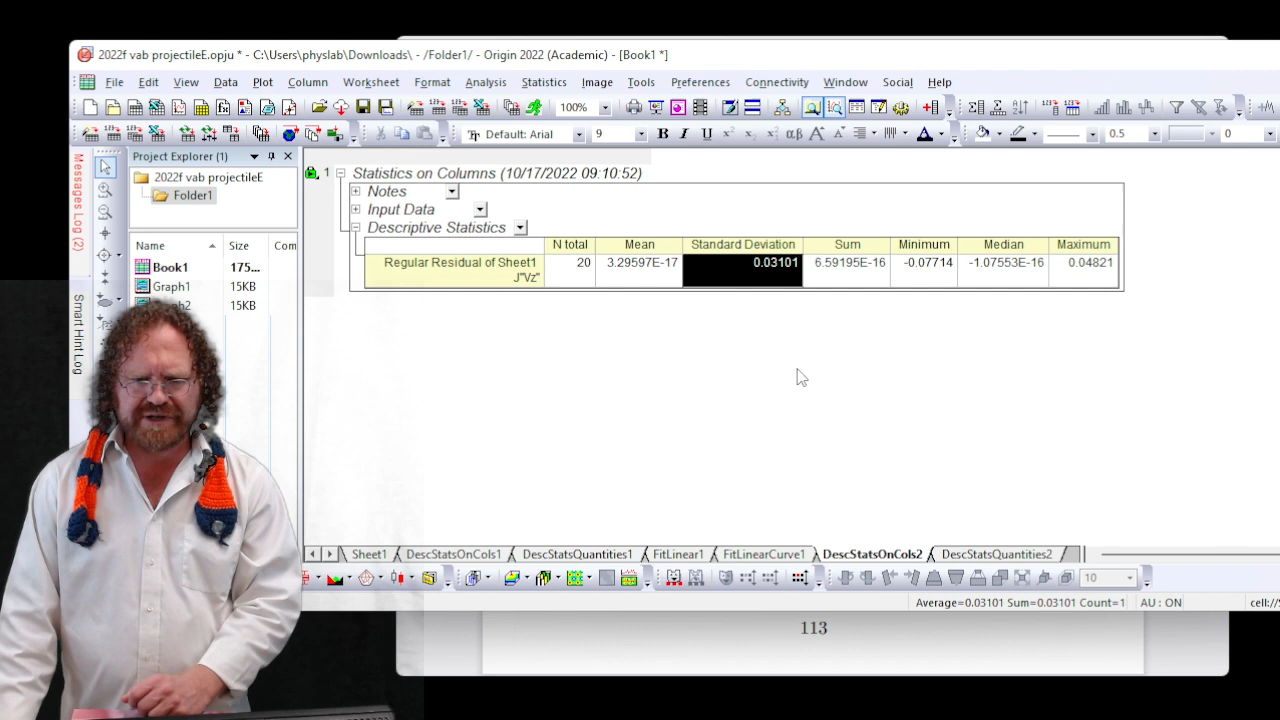 2022f vab projectileE.opju * - C:\Users\physlab\Downloads\ - /Folder1/ - Origin 2022 (Academic) - [Book1 *]
File Edit View Data Plot Column Worksheet Format Analysis Statistics Image Tools Preferences Connectivity Window Social Help
100%
Default: Arial 9 B I U αβ A A A 0.5 0
Messages Log (2)
Smart Hint Log
Project Explorer (1)
2022f vab projectileE
Folder1
Name Size Com
Book1 175...
Graph1 15KB
15KB
1 Statistics on Columns (10/17/2022 09:10:52)
Notes
Input Data
Descriptive Statistics
N total Mean Standard Deviation Sum Minimum Median Maximum
Regular Residual of Sheet1 20 3.29597E-17 0.03101 6.59195E-16 -0.07714 -1.07553E-16 0.04821
J"Vz"
Sheet1 DescStatsOnCols1 DescStatsQuantities1 FitLinear1 FitLinearCurve1 DescStatsOnCols2 DescStatsQuantities2
10
Average=0.03101 Sum=0.03101 Count=1 AU : ON
113